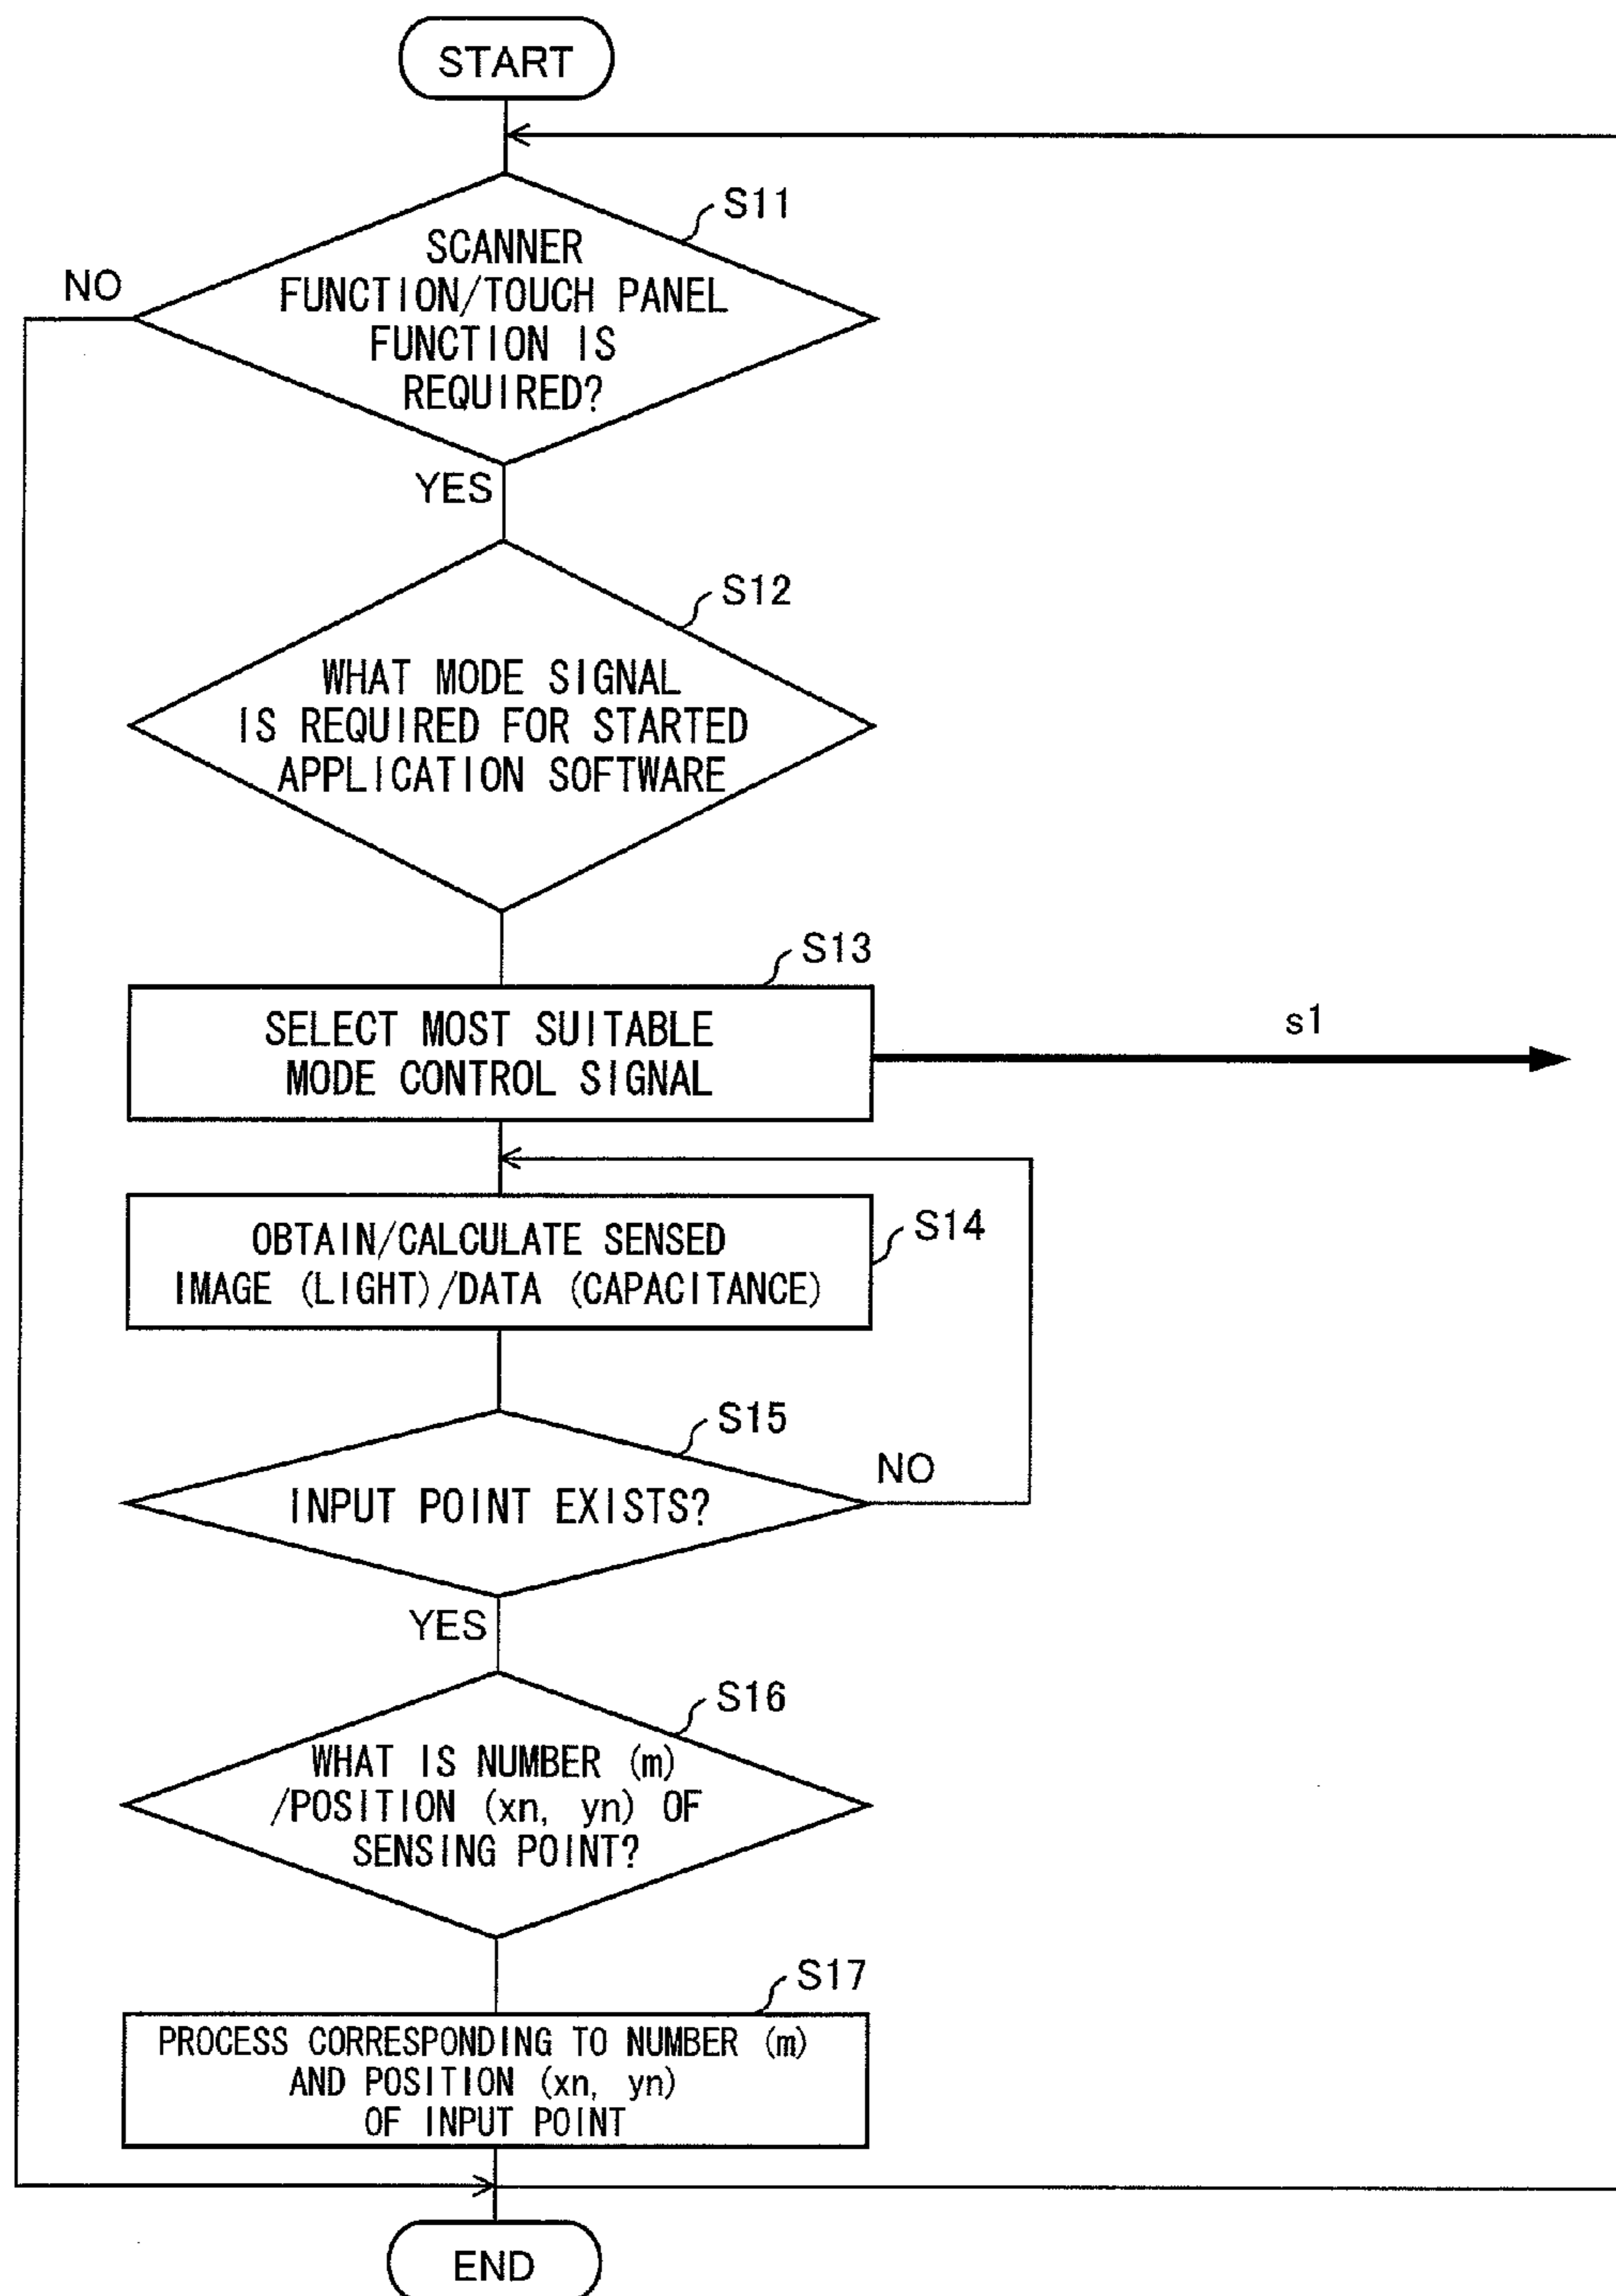 START
S11
SCANNER
FUNCTION/TOUCH PANEL
FUNCTION IS
REQUIRED?
NO
YES
S12
WHAT MODE SIGNAL
IS REQUIRED FOR STARTED
APPLICATION SOFTWARE
S13
SELECT MOST SUITABLE
MODE CONTROL SIGNAL
s1
S14
OBTAIN/CALCULATE SENSED
IMAGE (LIGHT)/DATA (CAPACITANCE)
S15
INPUT POINT EXISTS?
NO
YES
S16
WHAT IS NUMBER (m)
/POSITION (xn, yn) OF
SENSING POINT?
S17
PROCESS CORRESPONDING TO NUMBER (m)
AND POSITION (xn, yn)
OF INPUT POINT
END